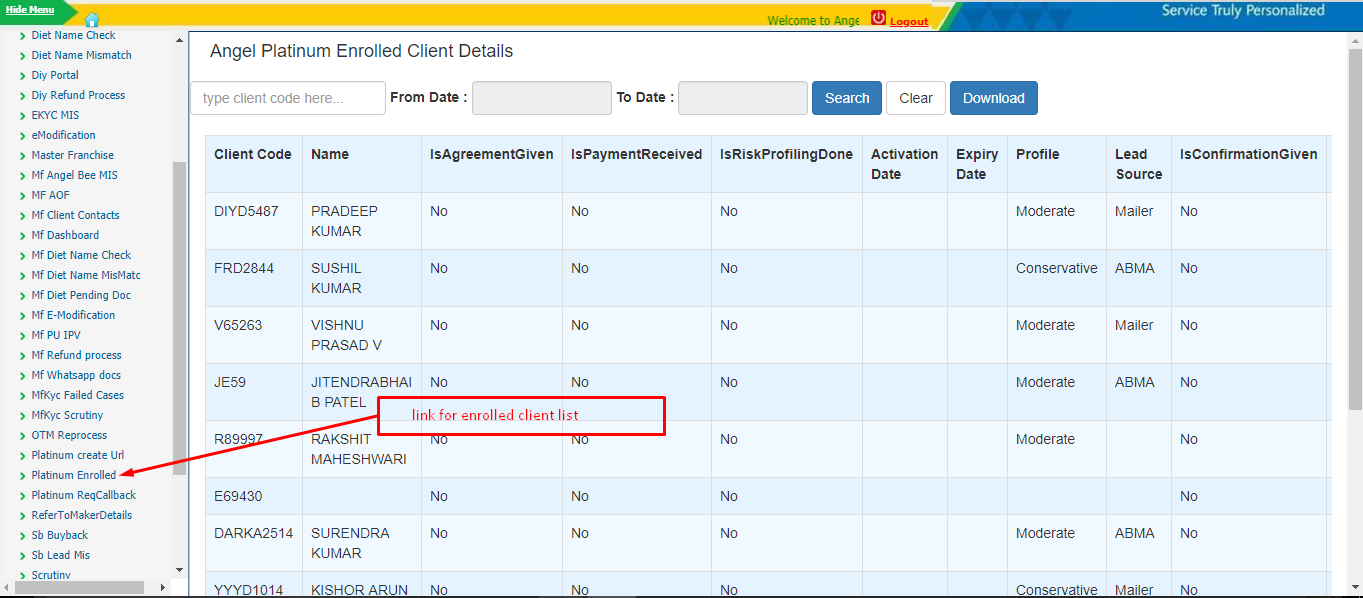 Hide Menu
Welcome to Ange
Logout
Service Truly Personalized
Diet Name Check
Diet Name Mismatch
Diy Portal
Diy Refund Process
EKYC MIS
eModification
Master Franchise
Mf Angel Bee MIS
MF AOF
Mf Client Contacts
Mf Dashboard
Mf Diet Name Check
Mf Diet Name MisMatc
Mf Diet Pending Doc
Mf E-Modification
Mf PU IPV
Mf Refund process
Mf Whatsapp docs
MfKyc Failed Cases
MfKyc Scrutiny
OTM Reprocess
Platinum create Url
Platinum Enrolled
Platinum ReqCallback
ReferToMakerDetails
Sb Buyback
Sb Lead Mis
Scrutiny
Angel Platinum Enrolled Client Details
type client code here... From Date : To Date : Search Clear Download
Client Code Name IsAgreementGiven IsPaymentReceived IsRiskProfilingDone Activation Date Expiry Date Profile Lead Source IsConfirmationGiven
DIYD5487 PRADEEP KUMAR No No No Moderate Mailer No
FRD2844 SUSHIL KUMAR No No No Conservative ABMA No
V65263 VISHNU PRASAD V No No No Moderate Mailer No
JE59 JITENDRABHAI B PATEL No No No Moderate ABMA No
link for enrolled client list
R89997 RAKSHIT MAHESHWARI No No No Moderate No
E69430 No No No No
DARKA2514 SURENDRA KUMAR No No No Moderate ABMA No
YYYD1014 KISHOR ARUN No No No Conservative Mailer No